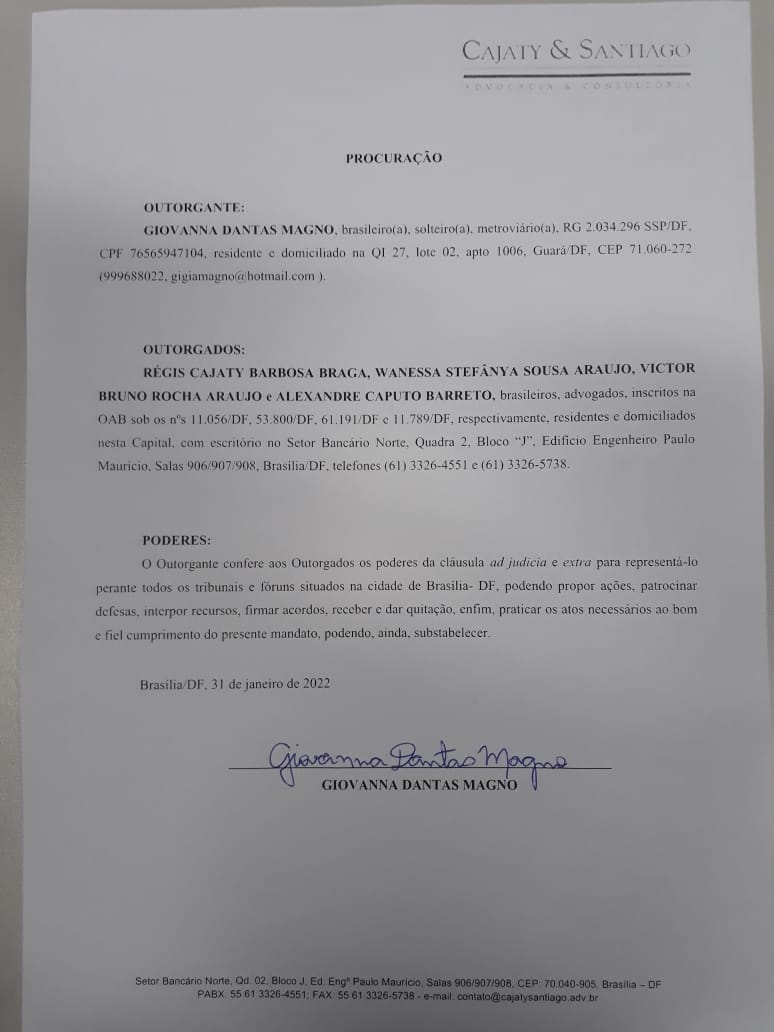 CAJATY & SANTIAGO
ADVOCACIA & CONSULTORIA
PROCURAÇÃO
OUTORGANTE:
GIOVANNA DANTAS MAGNO, brasileiro(a), solteiro(a), metroviário(a), RG 2.034.296 SSP/DF,
CPF 76565947104, residente e domiciliado na QI 27, lote 02, apto 1006, Guará/DF, CEP 71.060-272
(999688022, gigiamagno@hotmail.com ).
OUTORGADOS:
RÉGIS CAJATY BARBOSA BRAGA, WANESSA STEFÂNYA SOUSA ARAUJO, VICTOR
BRUNO ROCHA ARAUJO e ALEXANDRE CAPUTO BARRETO, brasileiros, advogados, inscritos na
OAB sob os nºs 11.056/DF, 53.800/DF, 61.191/DF e 11.789/DF, respectivamente, residentes e domiciliados
nesta Capital, com escritório no Setor Bancário Norte, Quadra 2, Bloco “J”, Edifício Engenheiro Paulo
Maurício, Salas 906/907/908, Brasília/DF, telefones (61) 3326-4551 e (61) 3326-5738.
PODERES:
O Outorgante confere aos Outorgados os poderes da cláusula ad judicia e extra para representá-lo
perante todos os tribunais e fóruns situados na cidade de Brasília- DF, podendo propor ações, patrocinar
defesas, interpor recursos, firmar acordos, receber e dar quitação, enfim, praticar os atos necessários ao bom
e fiel cumprimento do presente mandato, podendo, ainda, substabelecer.
Brasília/DF, 31 de janeiro de 2022
Giovanna Dantas Magno
GIOVANNA DANTAS MAGNO
Setor Bancário Norte, Qd. 02, Bloco J, Ed. Engº Paulo Maurício, Salas 906/907/908, CEP: 70.040-905, Brasília – DF
PABX: 55 61 3326-4551; FAX: 55 61 3326-5738 - e-mail: contato@cajatysantiago.adv.br